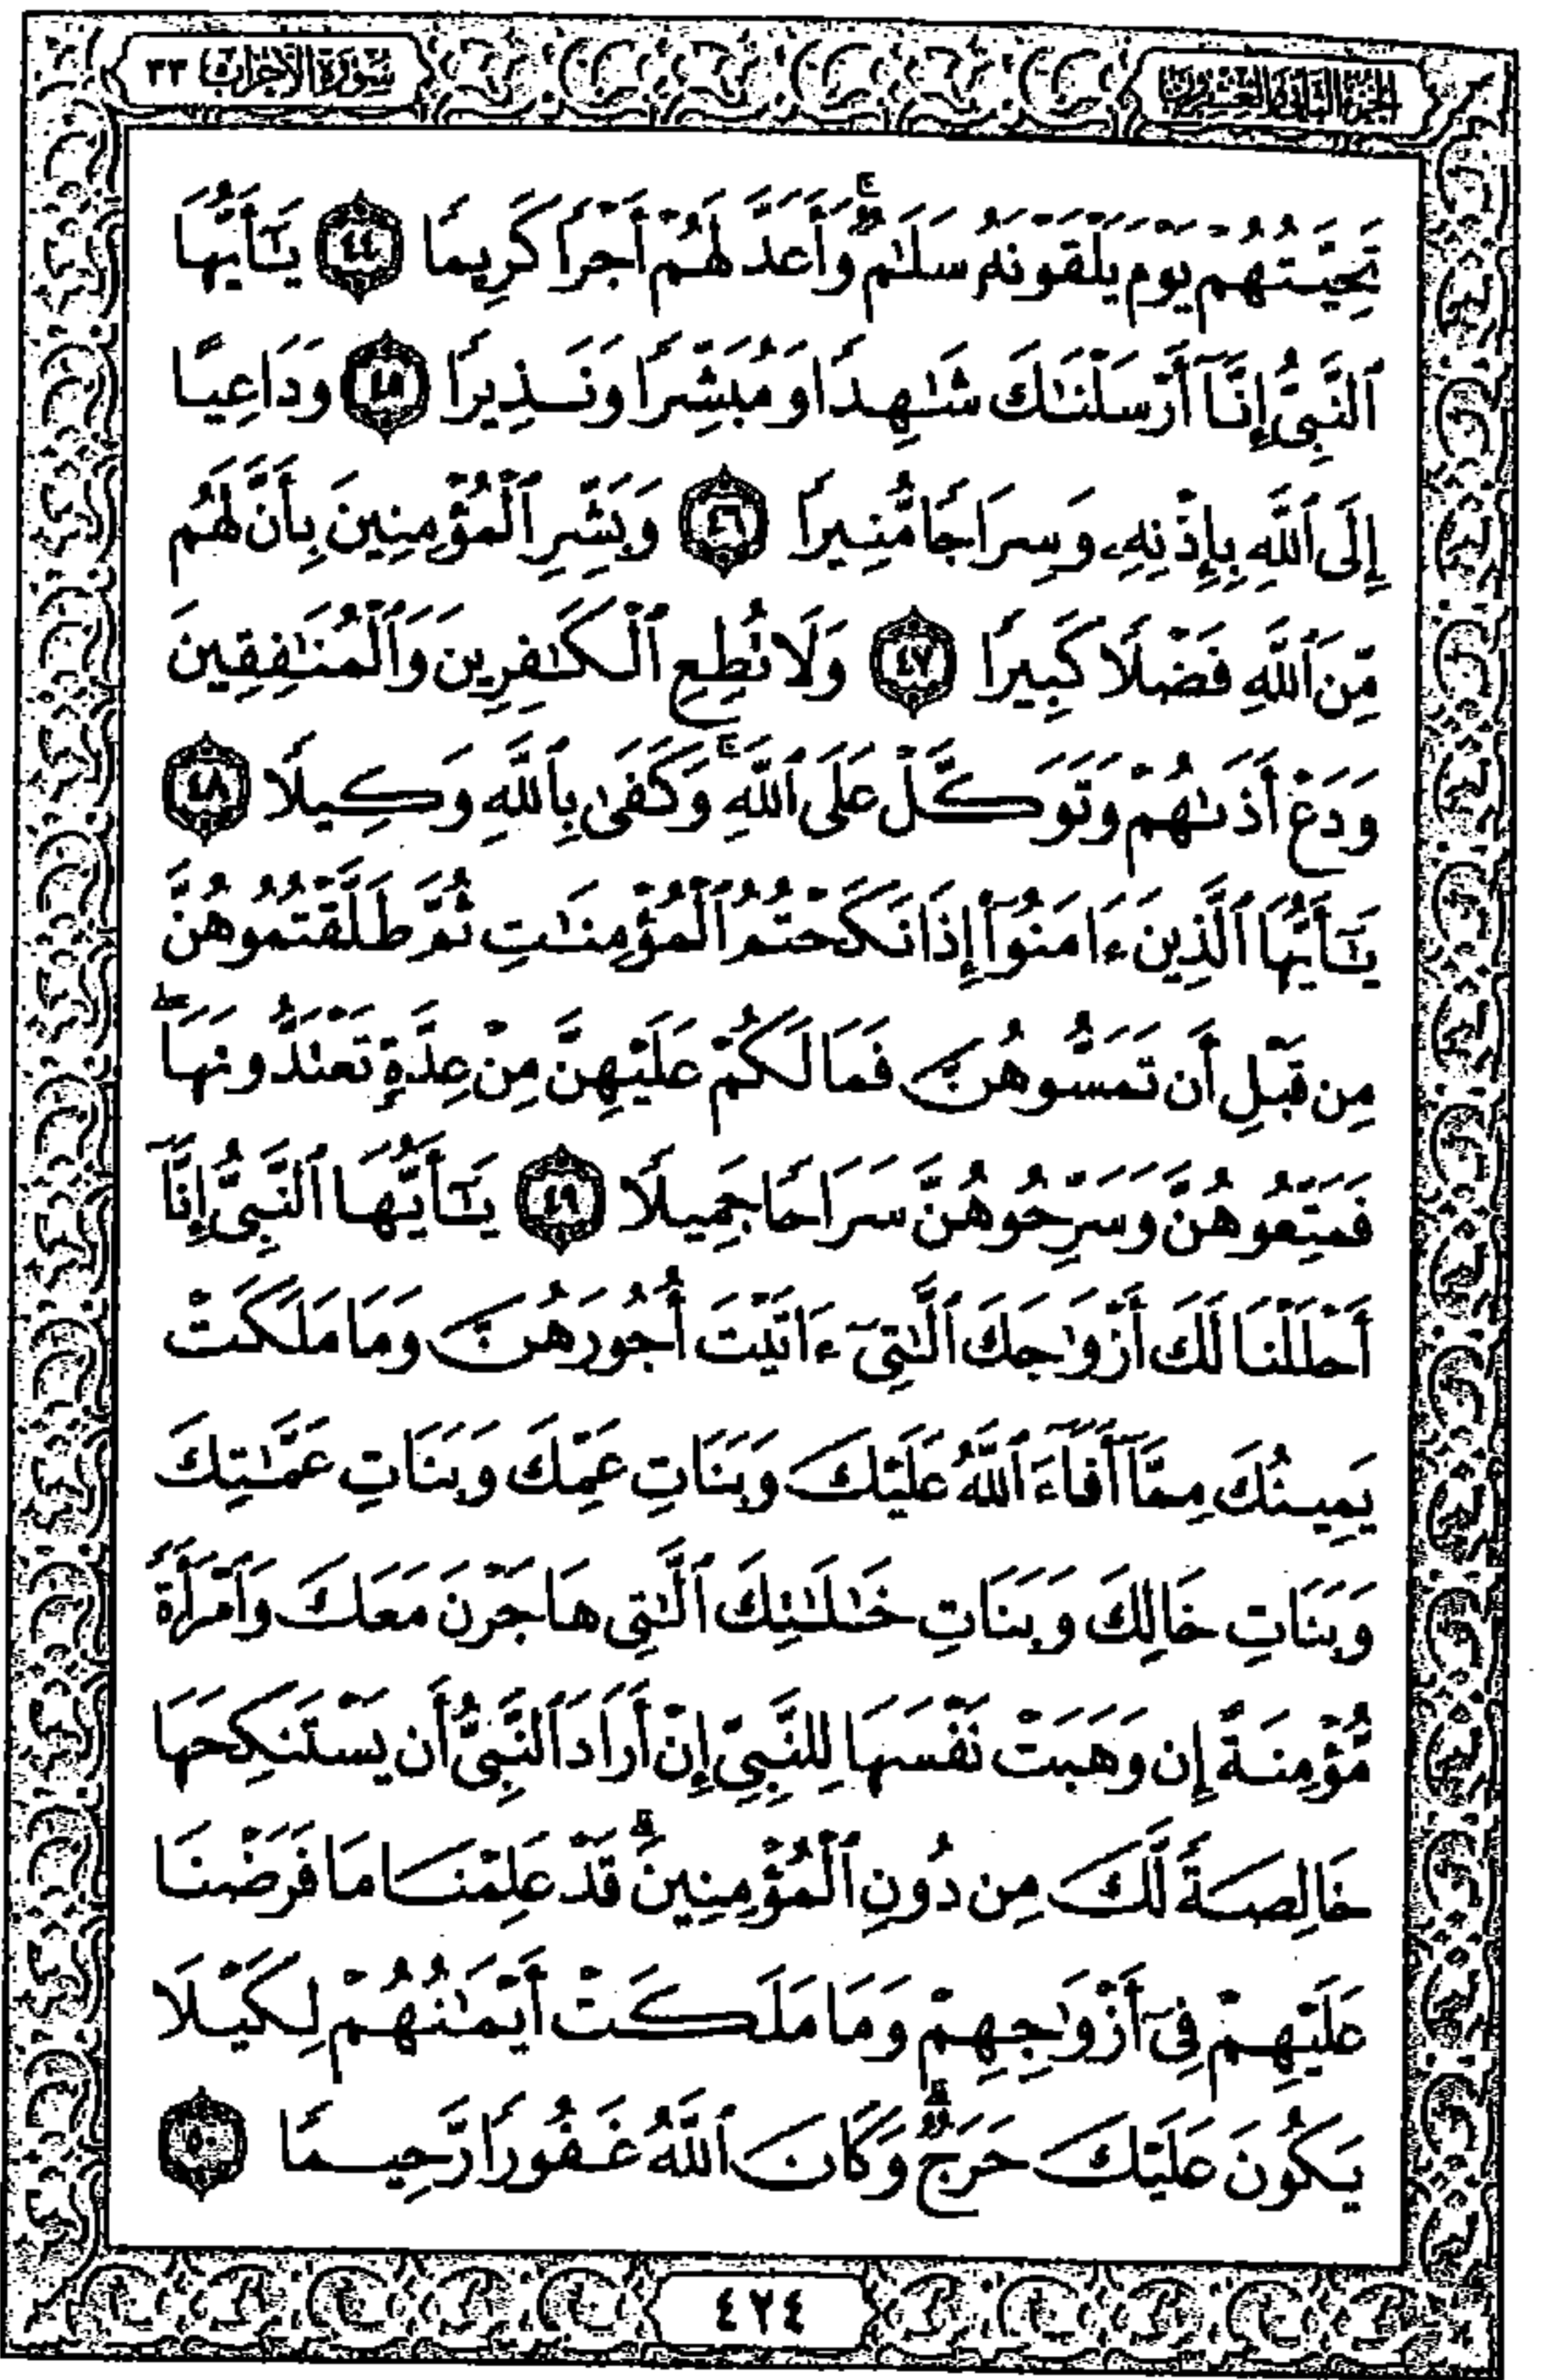 الجزء الثاني والعشرون
سورة الأحزاب ٣٣
تَحِيَّتُهُمْ يَوْمَ يَلْقَوْنَهُۥ سَلَـٰمٌ ۚ وَأَعَدَّ لَهُمْ أَجْرًا كَرِيمًا ٤٤ يَـٰٓأَيُّهَا
ٱلنَّبِىُّ إِنَّآ أَرْسَلْنَـٰكَ شَـٰهِدًا وَمُبَشِّرًا وَنَذِيرًا ٤٥ وَدَاعِيًا
إِلَى ٱللَّهِ بِإِذْنِهِۦ وَسِرَاجًا مُّنِيرًا ٤٦ وَبَشِّرِ ٱلْمُؤْمِنِينَ بِأَنَّ لَهُم
مِّنَ ٱللَّهِ فَضْلًا كَبِيرًا ٤٧ وَلَا تُطِعِ ٱلْكَـٰفِرِينَ وَٱلْمُنَـٰفِقِينَ
وَدَعْ أَذَىٰهُمْ وَتَوَكَّلْ عَلَى ٱللَّهِ ۚ وَكَفَىٰ بِٱللَّهِ وَكِيلًا ٤٨
يَـٰٓأَيُّهَا ٱلَّذِينَ ءَامَنُوٓا۟ إِذَا نَكَحْتُمُ ٱلْمُؤْمِنَـٰتِ ثُمَّ طَلَّقْتُمُوهُنَّ
مِن قَبْلِ أَن تَمَسُّوهُنَّ فَمَا لَكُمْ عَلَيْهِنَّ مِنْ عِدَّةٍ تَعْتَدُّونَهَا ۖ
فَمَتِّعُوهُنَّ وَسَرِّحُوهُنَّ سَرَاحًا جَمِيلًا ٤٩ يَـٰٓأَيُّهَا ٱلنَّبِىُّ إِنَّآ
أَحْلَلْنَا لَكَ أَزْوَٰجَكَ ٱلَّـٰتِىٓ ءَاتَيْتَ أُجُورَهُنَّ وَمَا مَلَكَتْ
يَمِينُكَ مِمَّآ أَفَآءَ ٱللَّهُ عَلَيْكَ وَبَنَاتِ عَمِّكَ وَبَنَاتِ عَمَّـٰتِكَ
وَبَنَاتِ خَالِكَ وَبَنَاتِ خَـٰلَـٰتِكَ ٱلَّـٰتِى هَاجَرْنَ مَعَكَ وَٱمْرَأَةً
مُّؤْمِنَةً إِن وَهَبَتْ نَفْسَهَا لِلنَّبِىِّ إِنْ أَرَادَ ٱلنَّبِىُّ أَن يَسْتَنكِحَهَا
خَالِصَةً لَّكَ مِن دُونِ ٱلْمُؤْمِنِينَ ۗ قَدْ عَلِمْنَا مَا فَرَضْنَا
عَلَيْهِمْ فِىٓ أَزْوَٰجِهِمْ وَمَا مَلَكَتْ أَيْمَـٰنُهُمْ لِكَيْلَا
يَكُونَ عَلَيْكَ حَرَجٌ ۗ وَكَانَ ٱللَّهُ غَفُورًا رَّحِيمًا ٥٠
٤٢٤